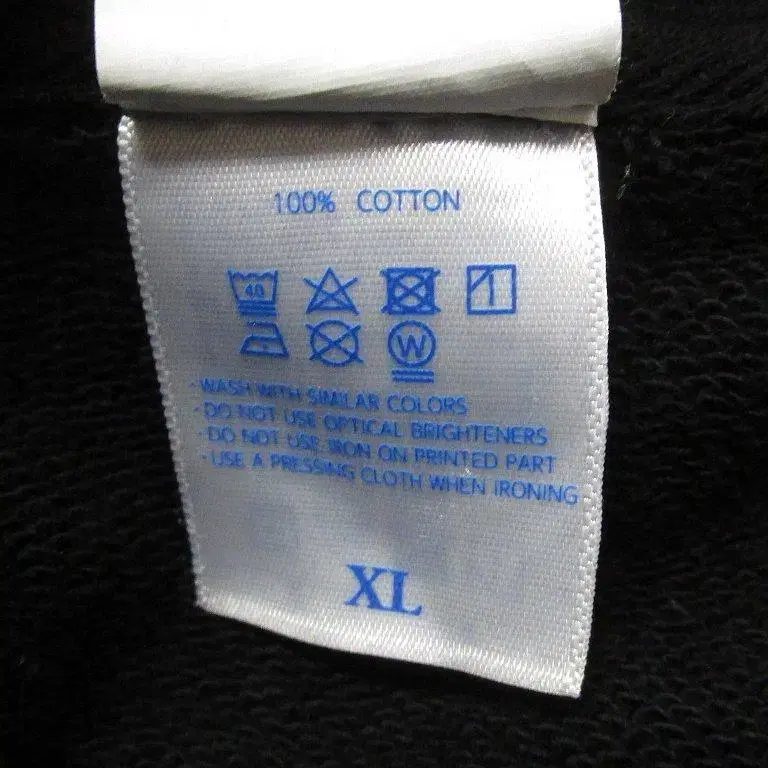 100% COTTON
40
W
· WASH WITH SIMILAR COLORS
· DO NOT USE OPTICAL BRIGHTENERS
· DO NOT USE IRON ON PRINTED PART
· USE A PRESSING CLOTH WHEN IRONING
XL